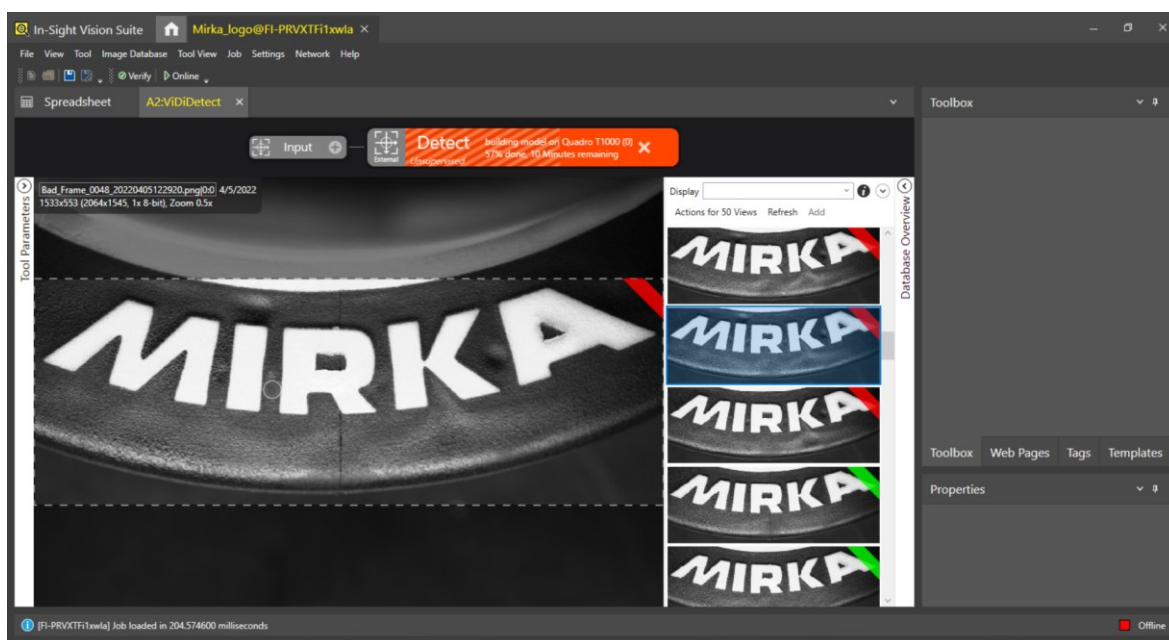 In-Sight Vision Suite
Mirka_logo@FI-PRVXTFi1xwla ×
File View Tool Image Database Tool View Job Settings Network Help
Verify Online
Spreadsheet A2:ViDiDetect ×
Toolbox
Input
External
Detect
Unsupervised
building model on Quadro T1000 [0]
57% done, 10 Minutes remaining
Tool Parameters
Bad_Frame_0048_20220405122920.png[0:0] 4/5/2022
1533x553 (2064x1545, 1x 8-bit), Zoom 0.5x
MIRKA
Display
Actions for 50 Views Refresh Add
MIRKA
MIRKA
MIRKA
MIRKA
MIRKA
Database Overview
Toolbox Web Pages Tags Templates
Properties
[FI-PRVXTFi1xwla] Job loaded in 204.574600 milliseconds
Offline